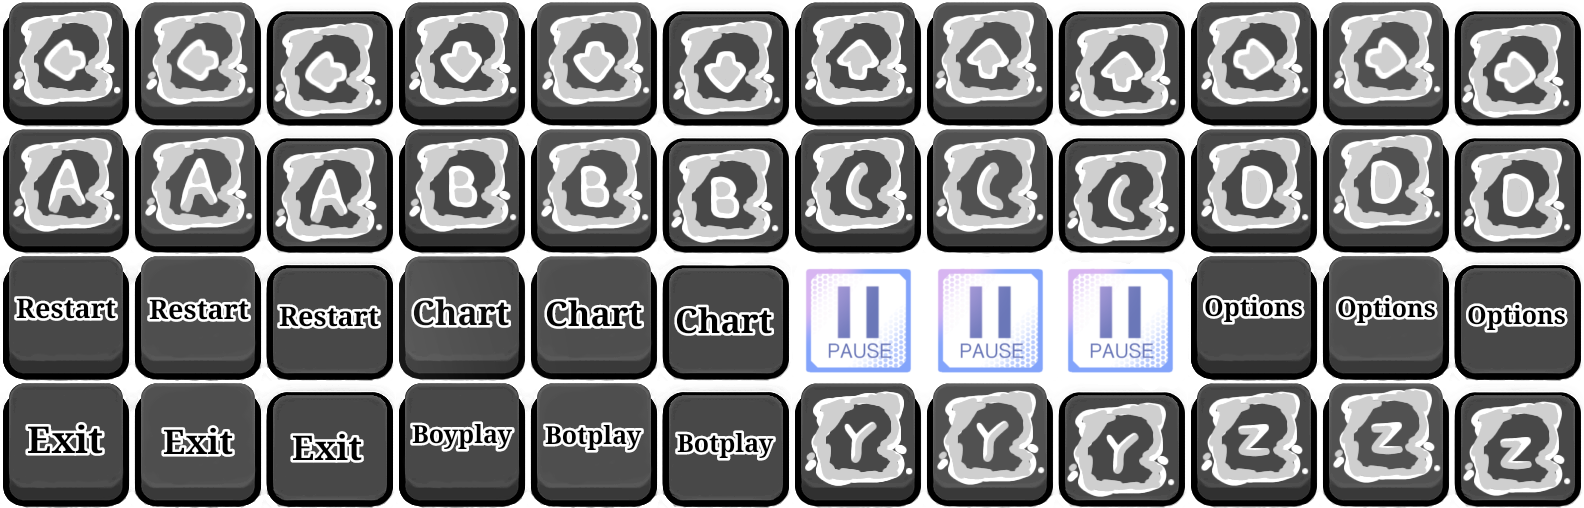 A A A B B B C C C D D D
Restart Restart Restart Chart Chart Chart PAUSE PAUSE PAUSE Options Options Options
Exit Exit Exit Boyplay Botplay Botplay Y Y Y Z Z Z